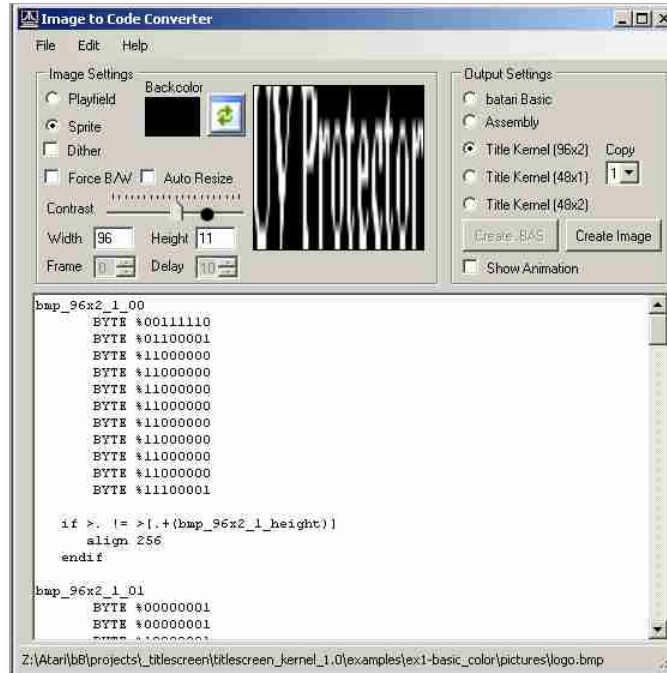 Image to Code Converter
File Edit Help
Image Settings
Playfield
Backcolor
Sprite
Dither
Force B/W Auto Resize
Contrast
Width 96 Height 11
Frame 0 Delay 10
UV Protector
Output Settings
batari Basic
Assembly
Title Kernel (96x2) Copy
Title Kernel (48x1) 1
Title Kernel (48x2)
Create .BAS Create Image
Show Animation
bmp_96x2_1_00
BYTE %00111110
BYTE %01100001
BYTE %11000000
BYTE %11000000
BYTE %11000000
BYTE %11000000
BYTE %11000000
BYTE %11000000
BYTE %11000000
BYTE %11000000
BYTE %11100001
if >. != >[.+(bmp_96x2_1_height)]
align 256
endif
bmp_96x2_1_01
BYTE %00000001
BYTE %00000001
Z:\Atari\bB\projects\_titlescreen\titlescreen_kernel_1.0\examples\ex1-basic_color\pictures\logo.bmp